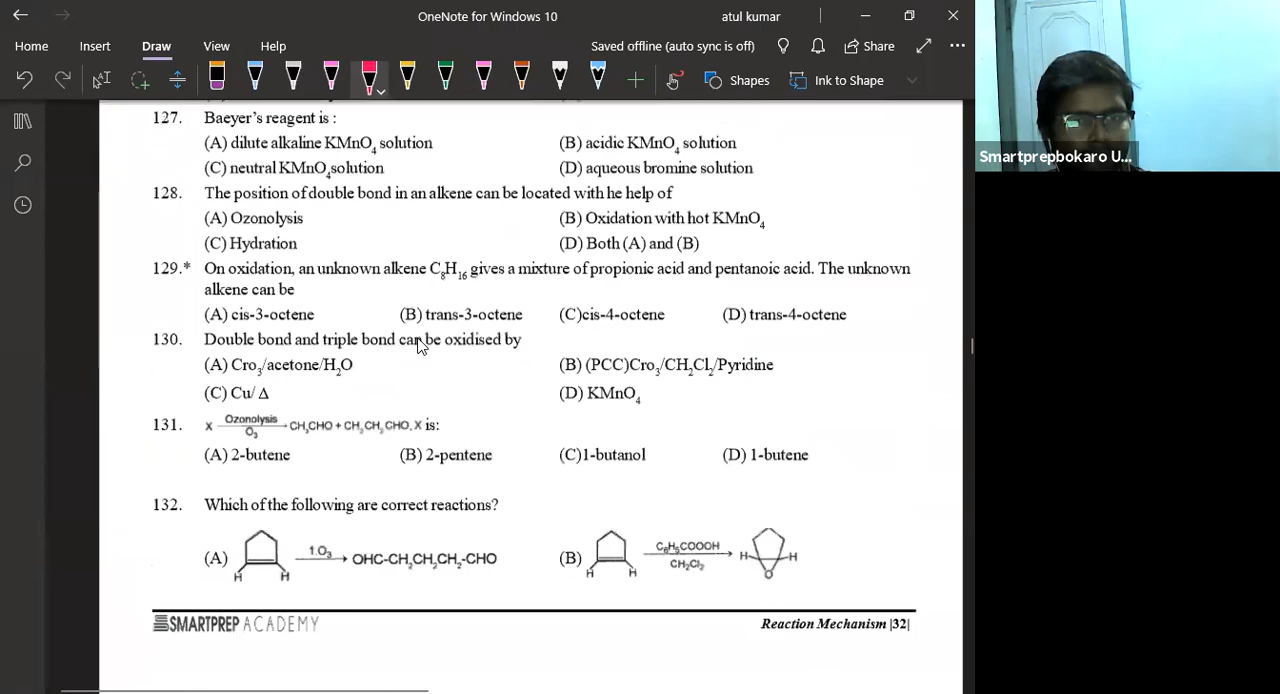 OneNote for Windows 10
atul kumar
Home Insert Draw View Help
Saved offline (auto sync is off)
Share
Shapes
Ink to Shape
Smartprepbokaro U...
127. Baeyer's reagent is :
(A) dilute alkaline KMnO4 solution (B) acidic KMnO4 solution
(C) neutral KMnO4solution (D) aqueous bromine solution
128. The position of double bond in an alkene can be located with he help of
(A) Ozonolysis (B) Oxidation with hot KMnO4
(C) Hydration (D) Both (A) and (B)
129.* On oxidation, an unknown alkene C8H16 gives a mixture of propionic acid and pentanoic acid. The unknown
alkene can be
(A) cis-3-octene (B) trans-3-octene (C)cis-4-octene (D) trans-4-octene
130. Double bond and triple bond can be oxidised by
(A) Cro3/acetone/H2O (B) (PCC)Cro3/CH2Cl2/Pyridine
(C) Cu/ Δ (D) KMnO4
131. X Ozonolysis O3 CH3CHO + CH3CH2CHO. X is:
(A) 2-butene (B) 2-pentene (C)1-butanol (D) 1-butene
132. Which of the following are correct reactions?
(A) H H 1.O3 OHC-CH2CH2CH2-CHO (B) H H C6H5COOOH CH2Cl2 H H O
SMARTPREP ACADEMY Reaction Mechanism |32|